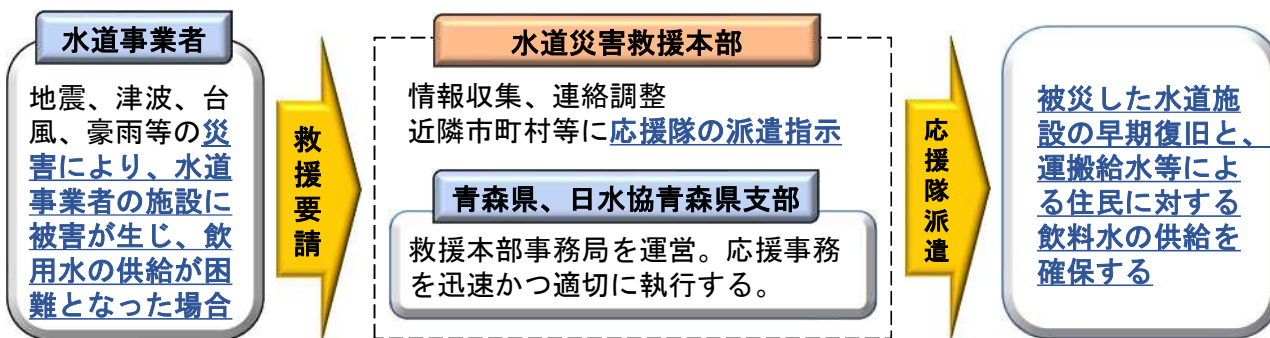 水道事業者
地震、津波、台
風、豪雨等の災
害により、水道
事業者の施設に
被害が生じ、飲
用水の供給が困
難となった場合
救援要請
水道災害救援本部
情報収集、連絡調整
近隣市町村等に応援隊の派遣指示
青森県、日水協青森県支部
救援本部事務局を運営。応援事務
を迅速かつ適切に執行する。
応援隊派遣
被災した水道施
設の早期復旧と、
運搬給水等によ
る住民に対する
飲料水の供給を
確保する